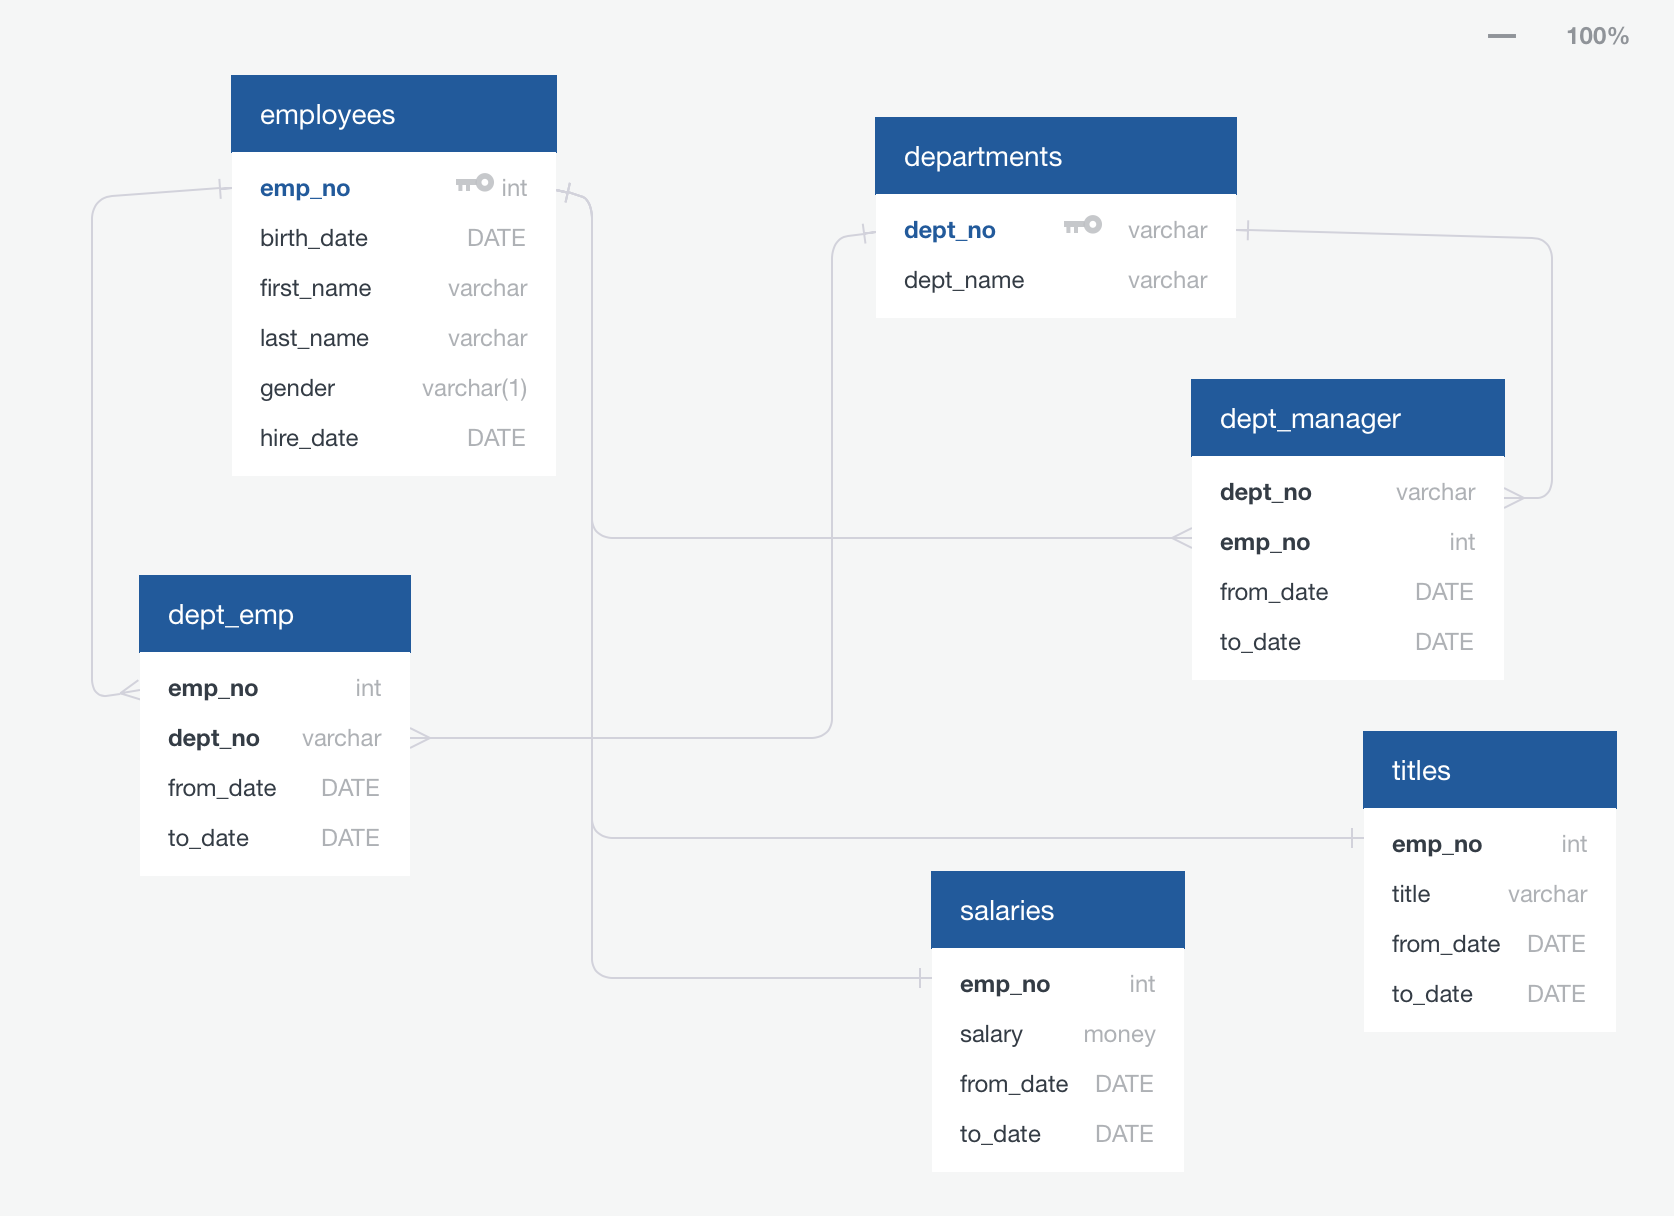 100%
employees
emp_no int
birth_date DATE
first_name varchar
last_name varchar
gender varchar(1)
hire_date DATE
departments
dept_no varchar
dept_name varchar
dept_manager
dept_no varchar
emp_no int
from_date DATE
to_date DATE
dept_emp
emp_no int
dept_no varchar
from_date DATE
to_date DATE
titles
emp_no int
title varchar
from_date DATE
to_date DATE
salaries
emp_no int
salary money
from_date DATE
to_date DATE